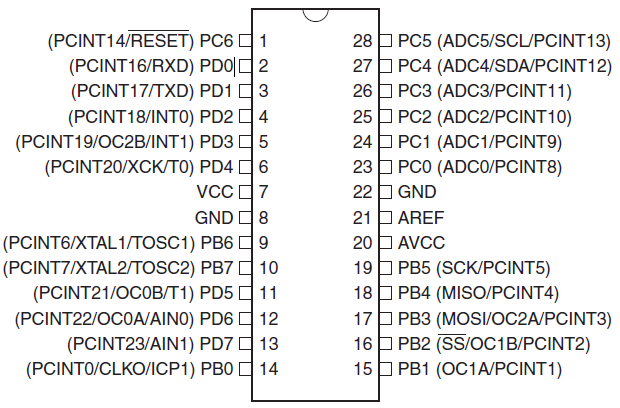 (PCINT14/RESET) PC6 1 28 PC5 (ADC5/SCL/PCINT13)
(PCINT16/RXD) PD0 2 27 PC4 (ADC4/SDA/PCINT12)
(PCINT17/TXD) PD1 3 26 PC3 (ADC3/PCINT11)
(PCINT18/INT0) PD2 4 25 PC2 (ADC2/PCINT10)
(PCINT19/OC2B/INT1) PD3 5 24 PC1 (ADC1/PCINT9)
(PCINT20/XCK/T0) PD4 6 23 PC0 (ADC0/PCINT8)
VCC 7 22 GND
GND 8 21 AREF
(PCINT6/XTAL1/TOSC1) PB6 9 20 AVCC
(PCINT7/XTAL2/TOSC2) PB7 10 19 PB5 (SCK/PCINT5)
(PCINT21/OC0B/T1) PD5 11 18 PB4 (MISO/PCINT4)
(PCINT22/OC0A/AIN0) PD6 12 17 PB3 (MOSI/OC2A/PCINT3)
(PCINT23/AIN1) PD7 13 16 PB2 (SS/OC1B/PCINT2)
(PCINT0/CLKO/ICP1) PB0 14 15 PB1 (OC1A/PCINT1)